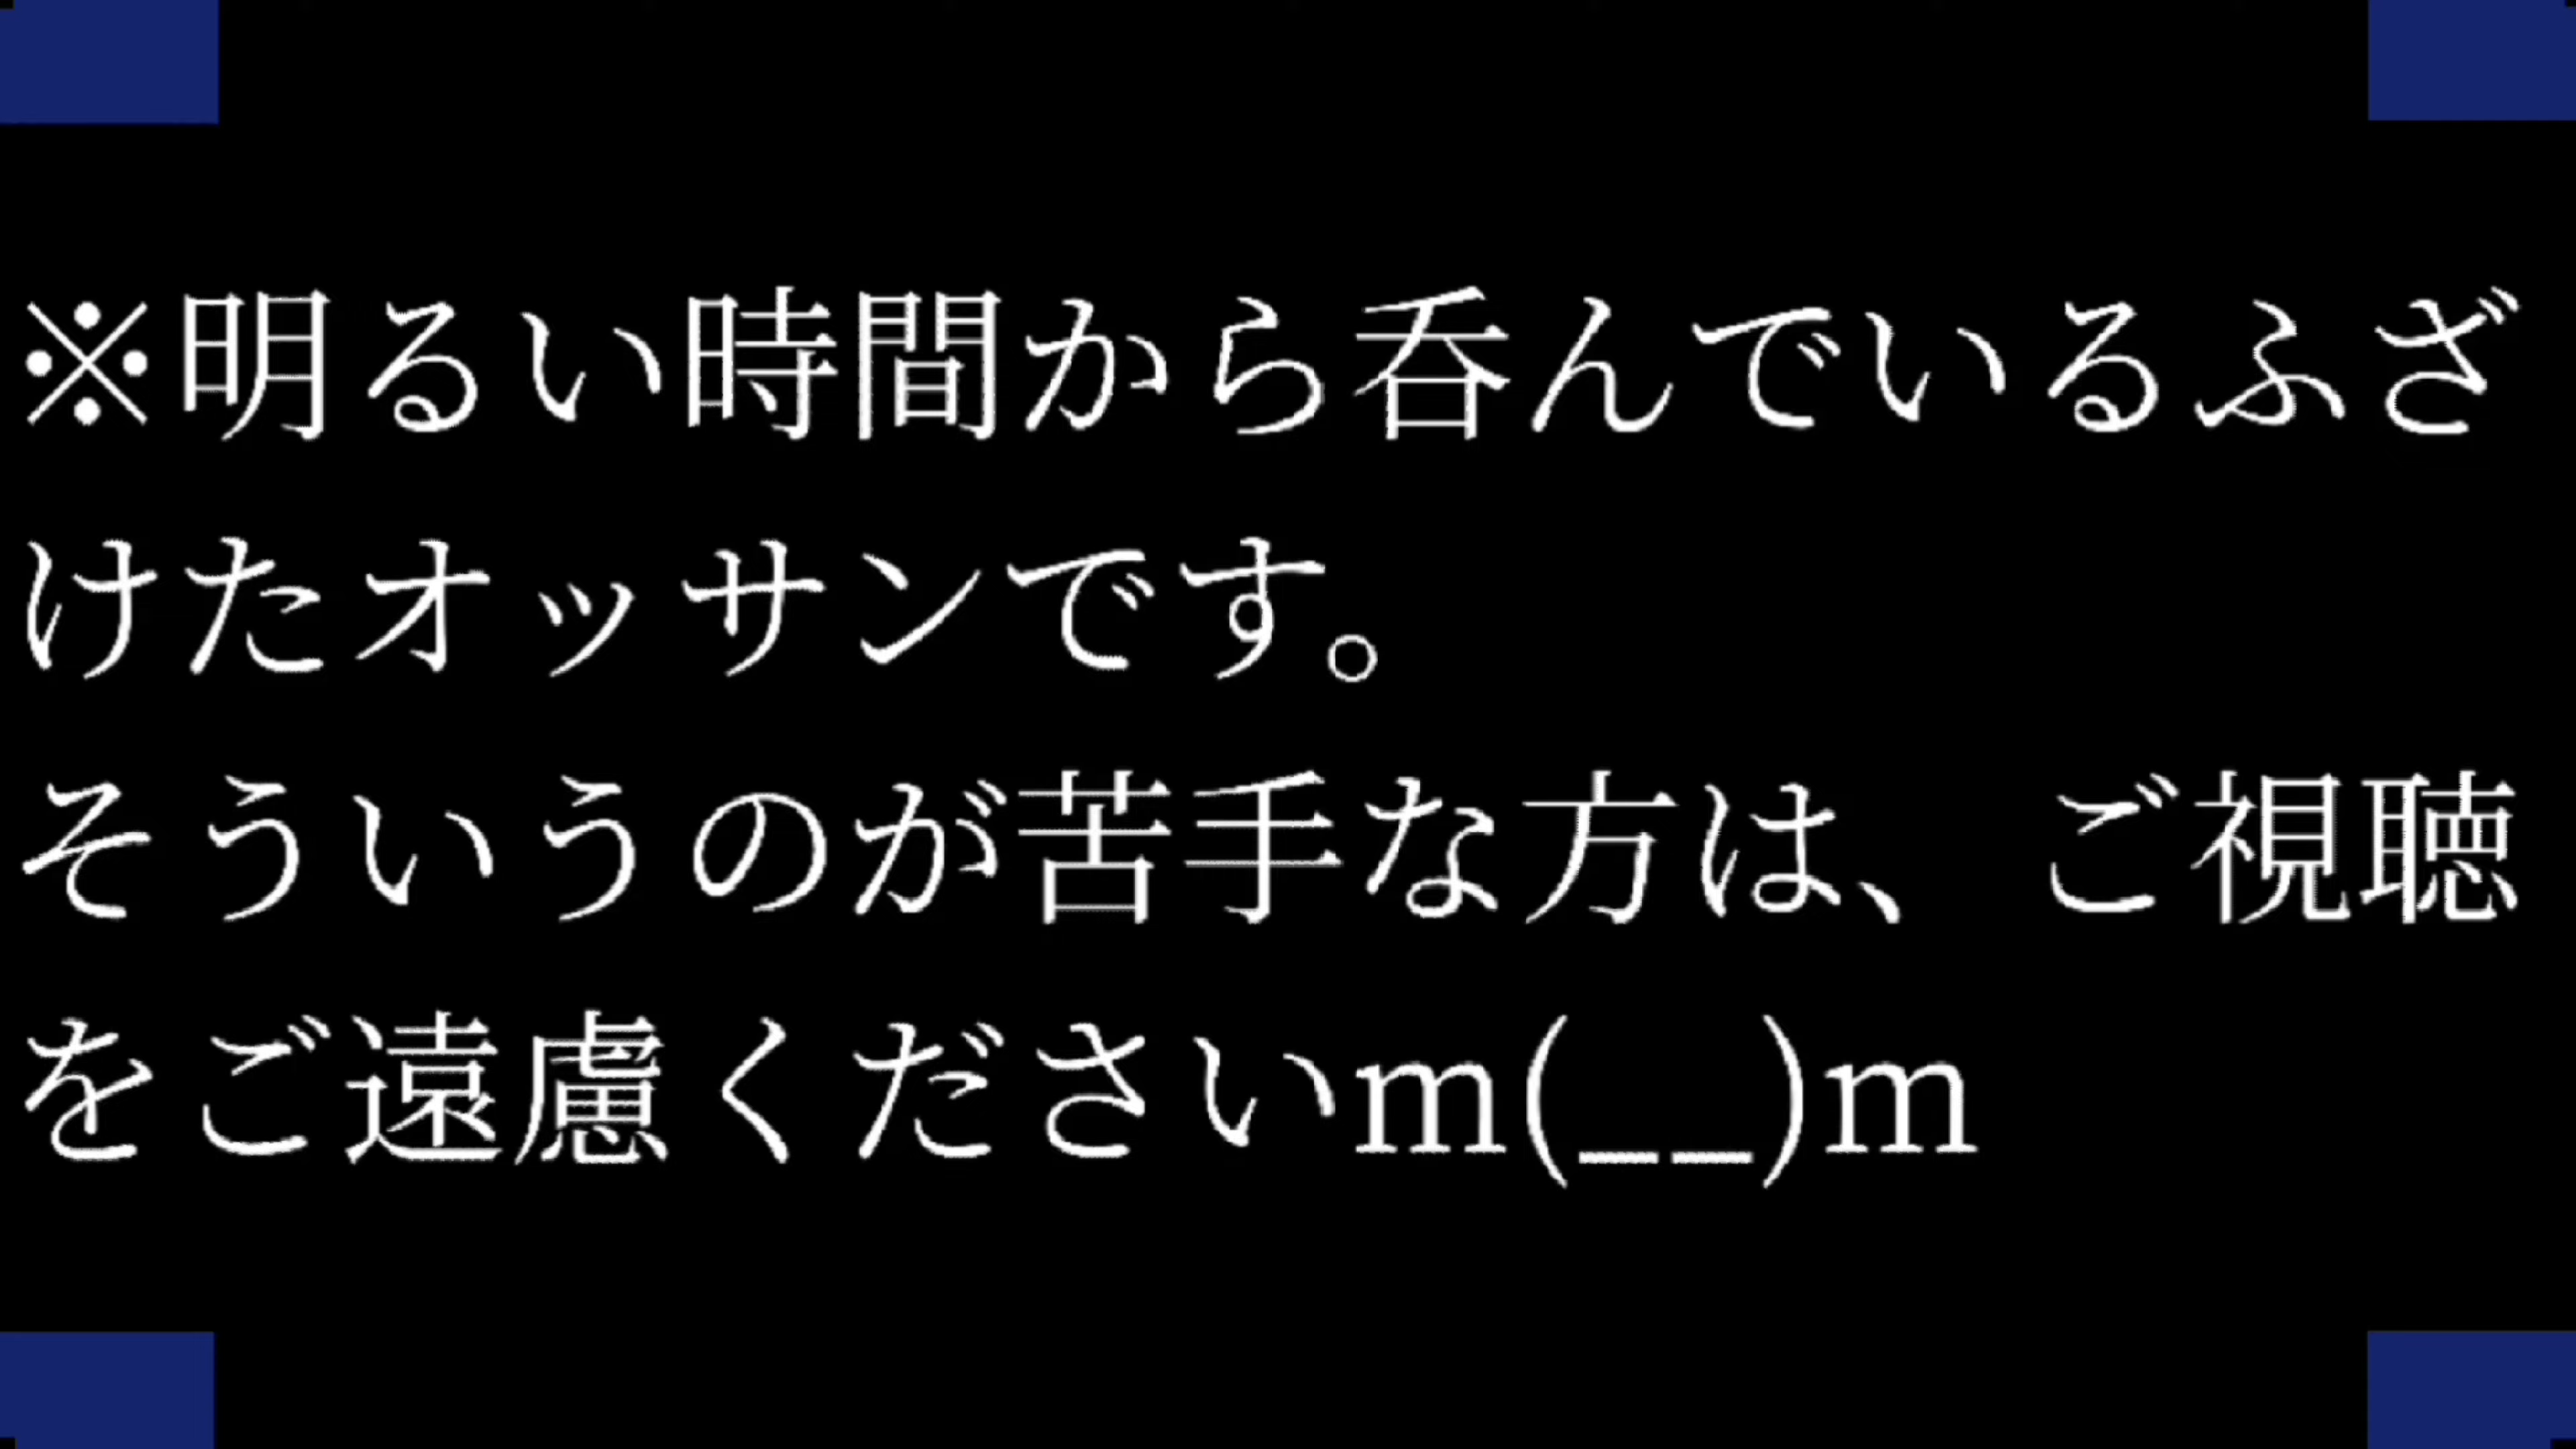 ※明るい時間から呑んでいるふざ
けたオッサンです。
そういうのが苦手な方は、ご視聴
をご遠慮くださいm(__)m